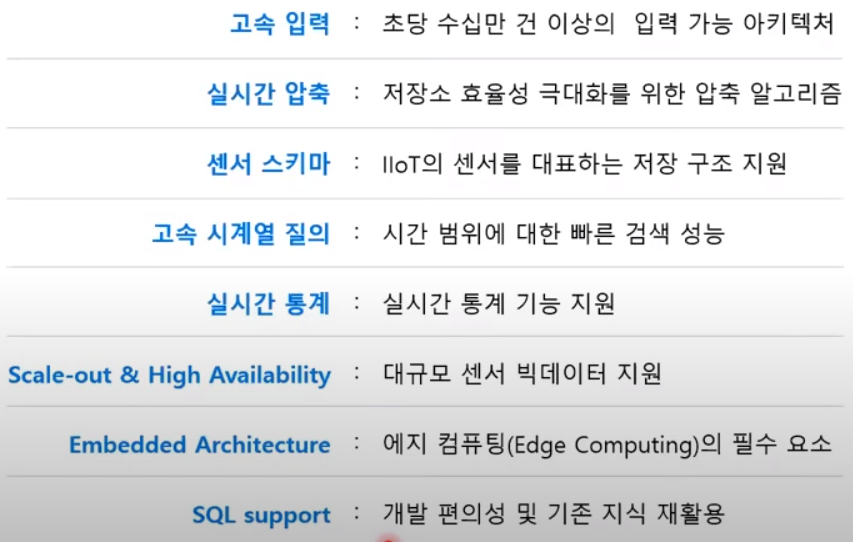 고속 입력 : 초당 수십만 건 이상의 입력 가능 아키텍처
실시간 압축 : 저장소 효율성 극대화를 위한 압축 알고리즘
센서 스키마 : IIoT의 센서를 대표하는 저장 구조 지원
고속 시계열 질의 : 시간 범위에 대한 빠른 검색 성능
실시간 통계 : 실시간 통계 기능 지원
Scale-out & High Availability : 대규모 센서 빅데이터 지원
Embedded Architecture : 에지 컴퓨팅(Edge Computing)의 필수 요소
SQL support : 개발 편의성 및 기존 지식 재활용